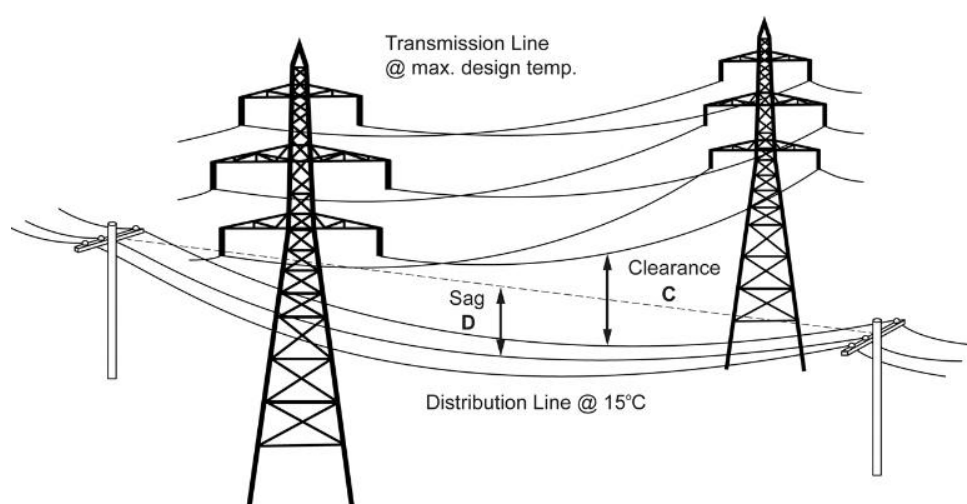 Transmission Line
@ max. design temp.
Clearance
C
Sag
D
Distribution Line @ 15°C